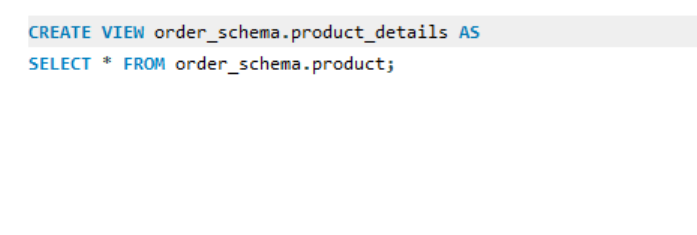 CREATE VIEW order_schema.product_details AS
SELECT * FROM order_schema.product;